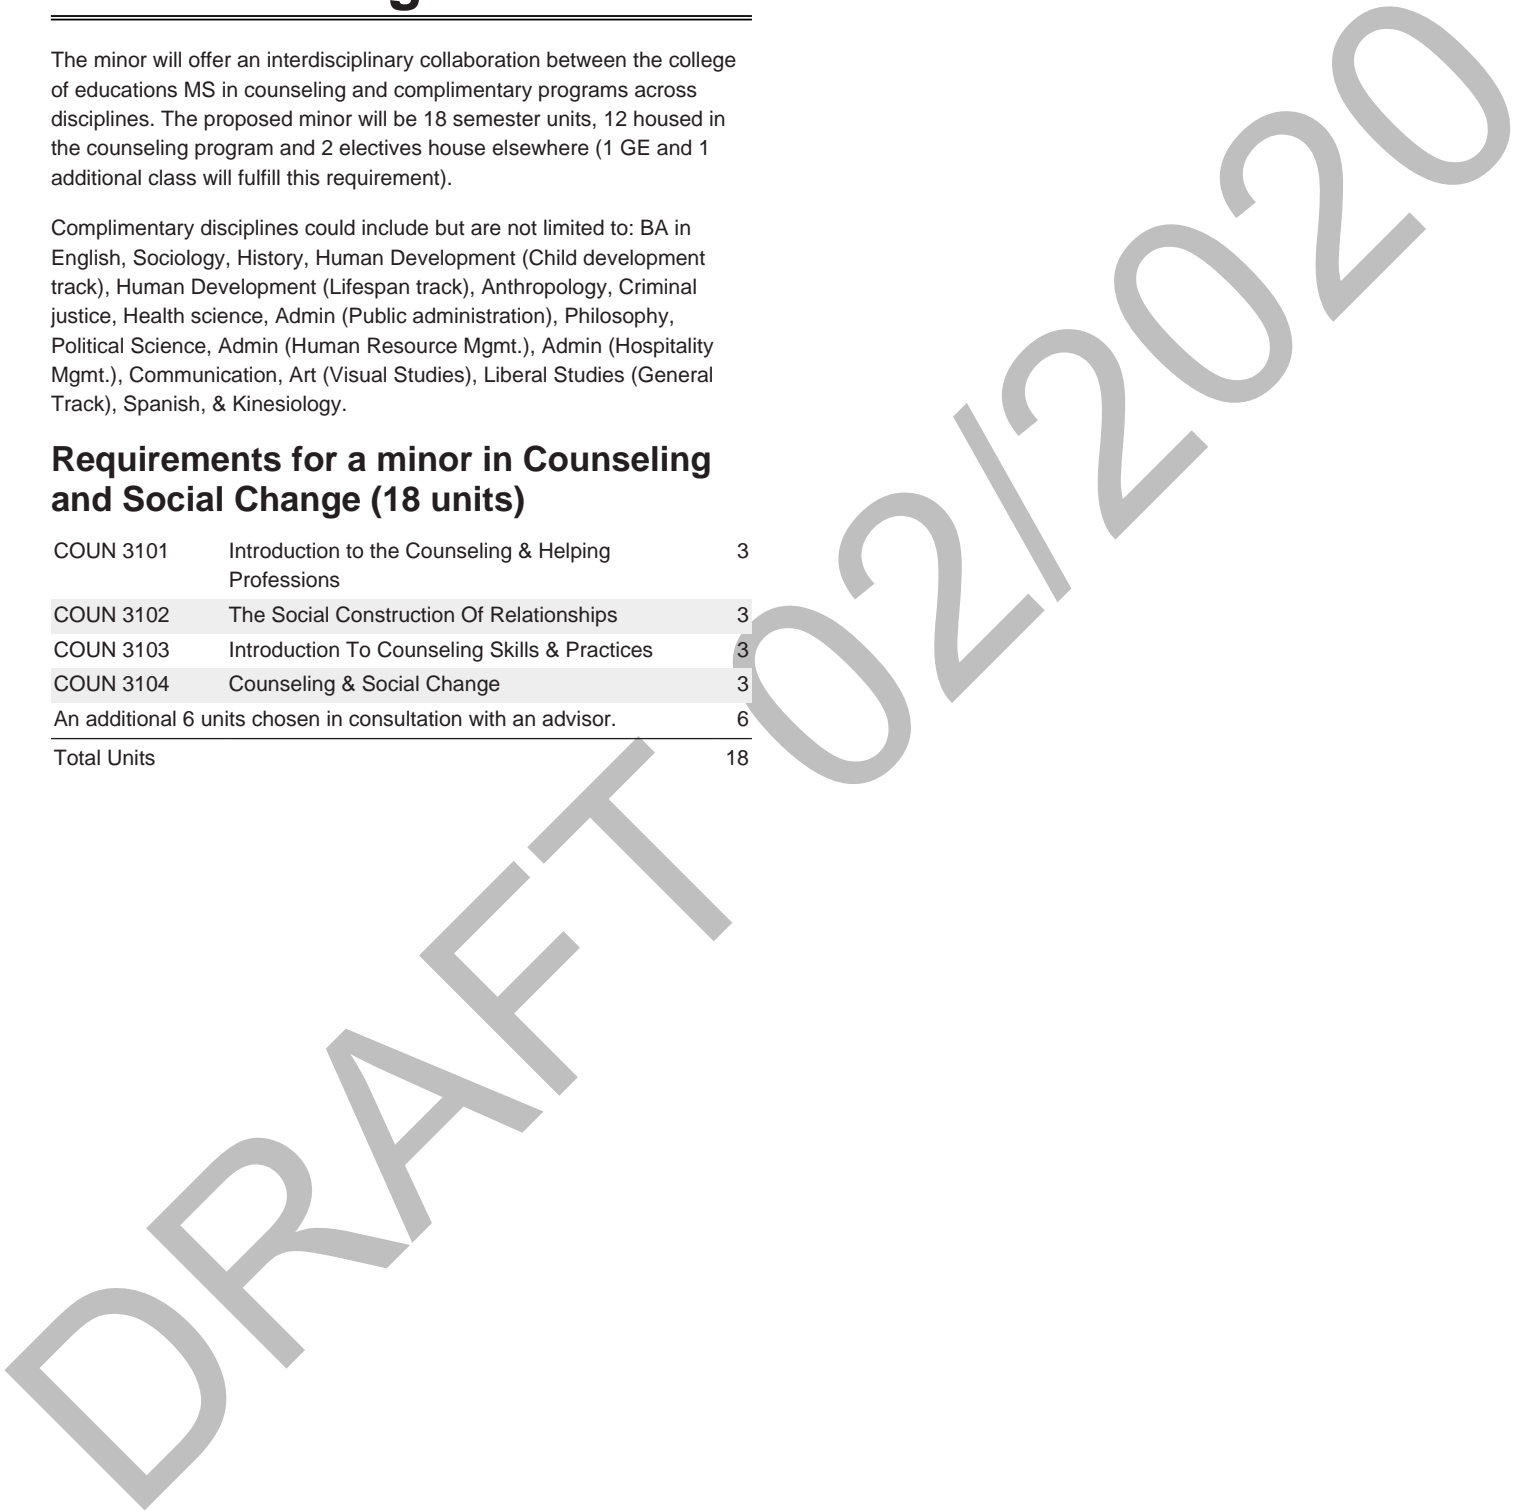 The minor will offer an interdisciplinary collaboration between the college
of educations MS in counseling and complimentary programs across
disciplines. The proposed minor will be 18 semester units, 12 housed in
the counseling program and 2 electives house elsewhere (1 GE and 1
additional class will fulfill this requirement).
Complimentary disciplines could include but are not limited to: BA in
English, Sociology, History, Human Development (Child development
track), Human Development (Lifespan track), Anthropology, Criminal
justice, Health science, Admin (Public administration), Philosophy,
Political Science, Admin (Human Resource Mgmt.), Admin (Hospitality
Mgmt.), Communication, Art (Visual Studies), Liberal Studies (General
Track), Spanish, & Kinesiology.
Requirements for a minor in Counseling
and Social Change (18 units)
COUN 3101 Introduction to the Counseling & Helping 3
Professions
COUN 3102 The Social Construction Of Relationships 3
COUN 3103 Introduction To Counseling Skills & Practices 3
COUN 3104 Counseling & Social Change 3
An additional 6 units chosen in consultation with an advisor. 6
Total Units 18
DRAFT 02/2020